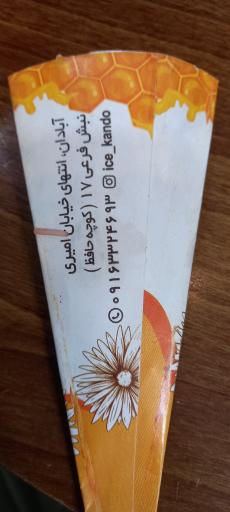 آبادان، انتهای خیابان امیری
نبش فرعی ۱۷ (کوچه حافظ)
۰۹۱۶۳۳۲۴۶۹۳ ice_kando